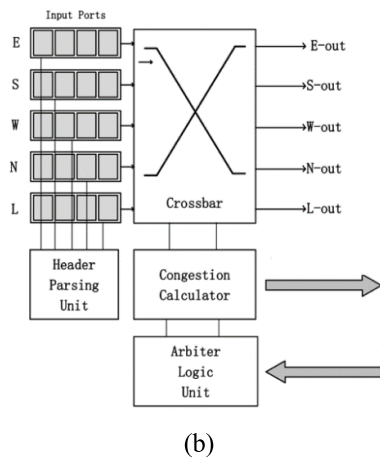 Input Ports
E
E-out
S
S-out
W
W-out
N
N-out
L
L-out
Crossbar
Header
Parsing
Unit
Congestion
Calculator
Arbiter
Logic
Unit
(b)